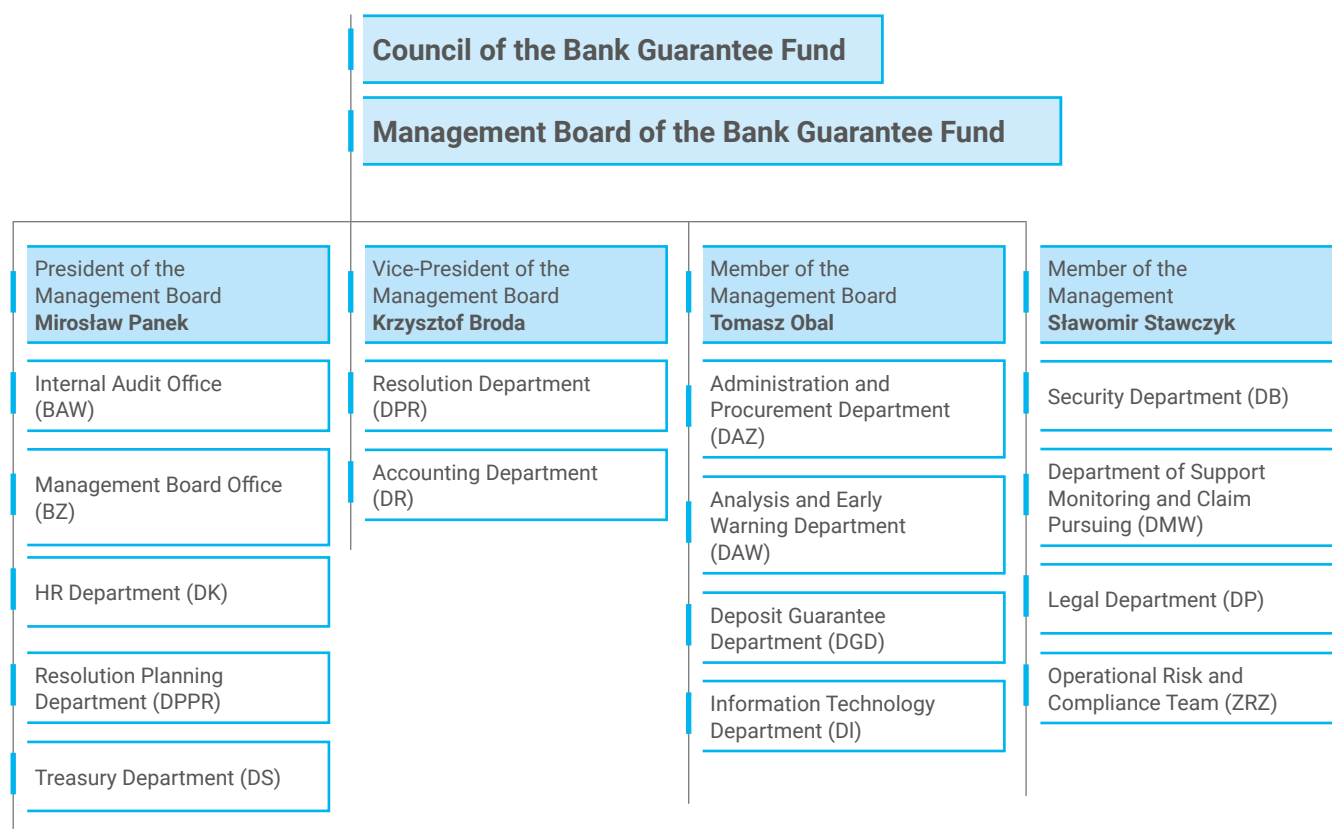 Council of the Bank Guarantee Fund
Management Board of the Bank Guarantee Fund
President of the
Management Board
Mirosław Panek
Internal Audit Office
(BAW)
Management Board Office
(BZ)
HR Department (DK)
Resolution Planning
Department (DPPR)
Treasury Department (DS)
Vice-President of the
Management Board
Krzysztof Broda
Resolution Department
(DPR)
Accounting Department
(DR)
Member of the
Management Board
Tomasz Obal
Administration and
Procurement Department
(DAZ)
Analysis and Early
Warning Department
(DAW)
Deposit Guarantee
Department (DGD)
Information Technology
Department (DI)
Member of the
Management
Sławomir Stawczyk
Security Department (DB)
Department of Support
Monitoring and Claim
Pursuing (DMW)
Legal Department (DP)
Operational Risk and
Compliance Team (ZRZ)